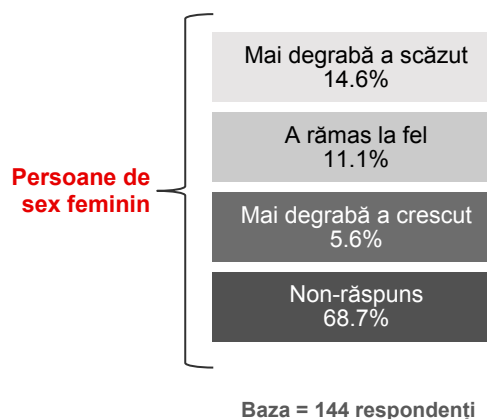 Mai degrabă a scăzut
14.6%
A rămas la fel
11.1%
Persoane de
sex feminin
Mai degrabă a crescut
5.6%
Non-răspuns
68.7%
Baza = 144 respondenți